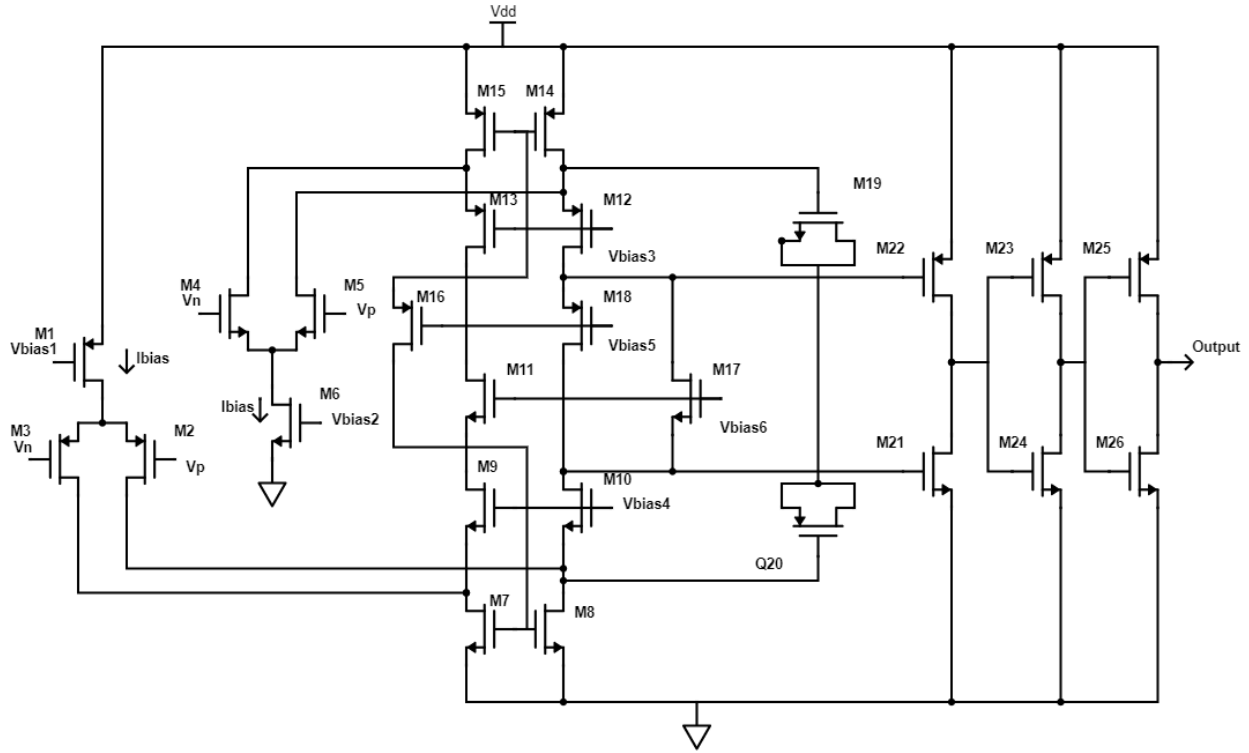 Vdd
M15
M14
M19
M13
M12
Vbias3
M22
M23
M25
M4
Vn
M5
Vp
M16
M18
Vbias5
M1
Vbias1
Ibias
M11
M17
Output
Ibias
M6
Vbias2
Vbias6
M3
Vn
M2
Vp
M9
M10
Vbias4
M21
M24
M26
Q20
M7
M8